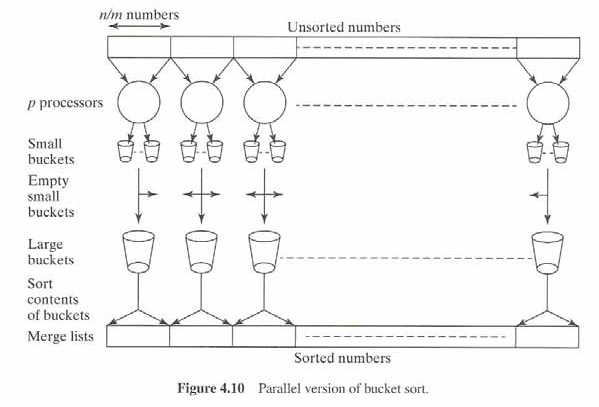 n/m numbers
Unsorted numbers
p processors
Small
buckets
Empty
small
buckets
Large
buckets
Sort
contents
of buckets
Merge lists
Sorted numbers
Figure 4.10 Parallel version of bucket sort.